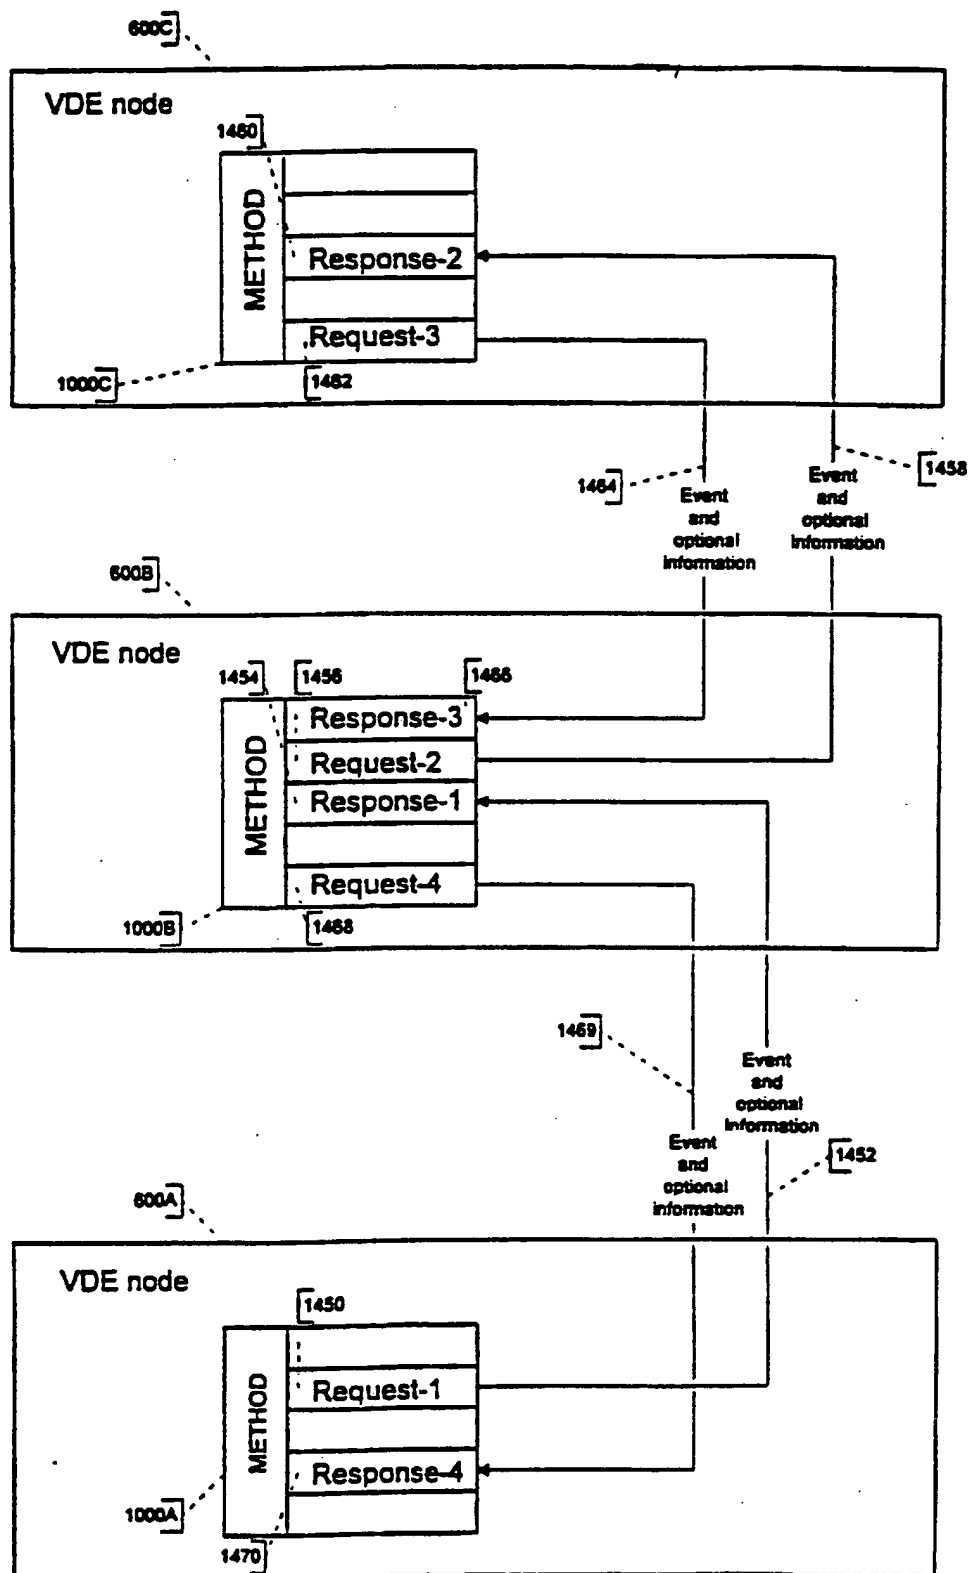 600C
VDE node
1460
METHOD
Response-2
Request-3
1000C
1462
1458
1464
Event
and
optional
information
Event
and
optional
information
600B
VDE node
1454
1456
1466
METHOD
Response-3
Request-2
Response-1
Request-4
1000B
1468
1469
Event
and
optional
information
Event
and
optional
information
1452
600A
VDE node
1450
METHOD
Request-1
Response-4
1000A
1470